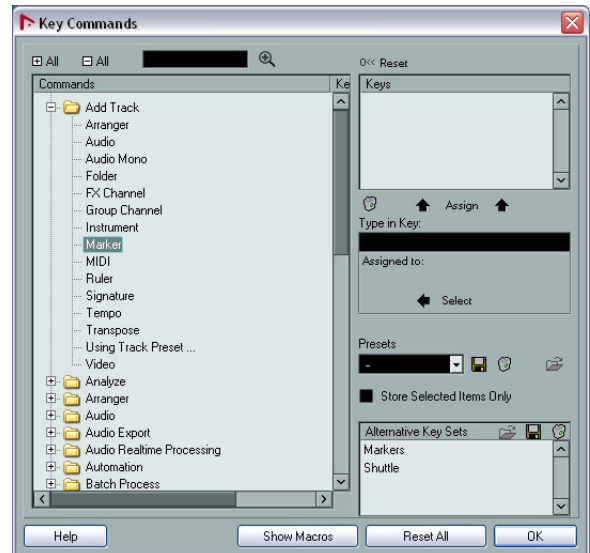 Key Commands
All
All
0<< Reset
Commands
Ke
Keys
Add Track
Arranger
Audio
Audio Mono
Folder
FX Channel
Group Channel
Instrument
Marker
MIDI
Ruler
Signature
Tempo
Transpose
Using Track Preset ...
Video
Analyze
Arranger
Audio
Audio Export
Audio Realtime Processing
Automation
Batch Process
Assign
Type in Key:
Assigned to:
Select
Presets
-
Store Selected Items Only
Alternative Key Sets
Markers
Shuttle
Help
Show Macros
Reset All
OK